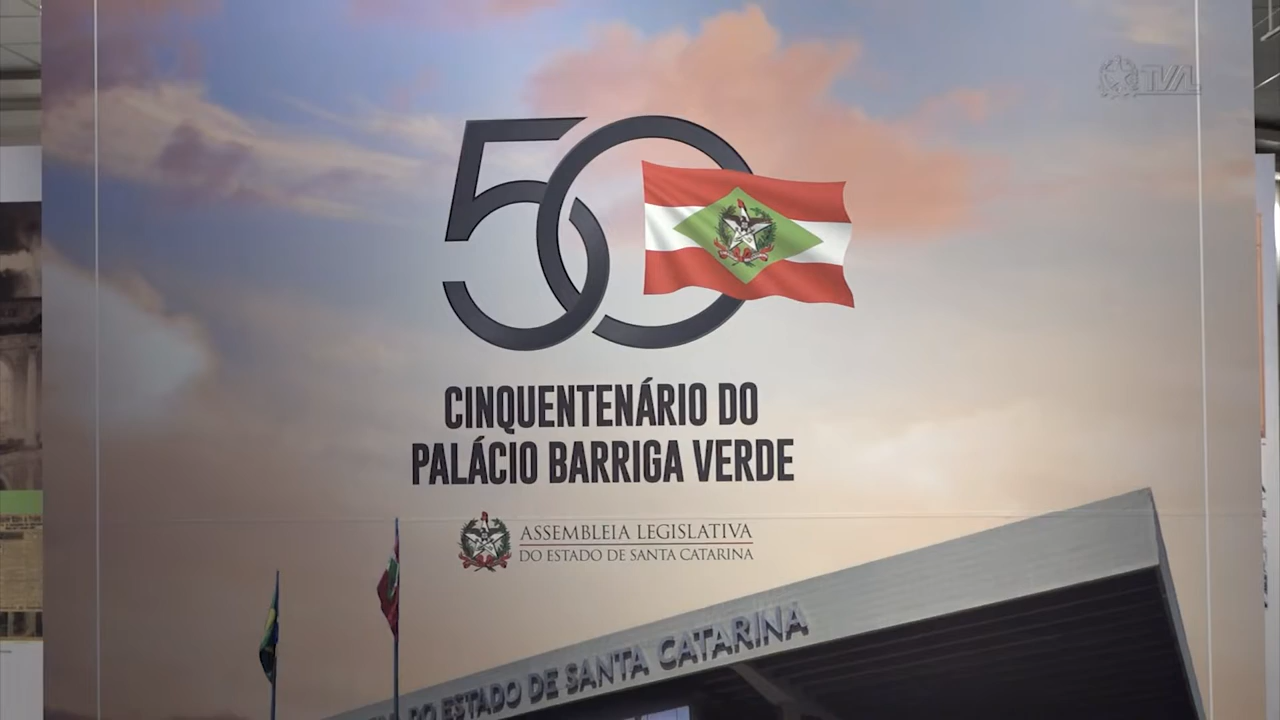 TVAL
50
CINQUENTENÁRIO DO
PALÁCIO BARRIGA VERDE
ASSEMBLEIA LEGISLATIVA
DO ESTADO DE SANTA CATARINA
DO ESTADO DE SANTA CATARINA